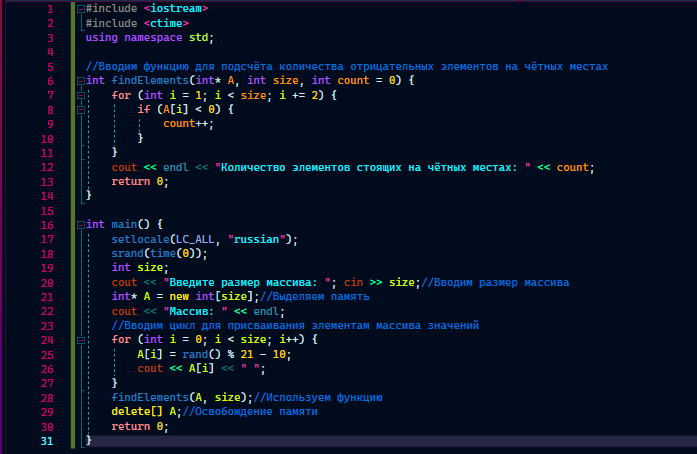 1 #include <iostream>
2 #include <ctime>
3 using namespace std;
4
5 //Вводим функцию для подсчёта количества отрицательных элементов на чётных местах
6 int findElements(int* A, int size, int count = 0) {
7 for (int i = 1; i < size; i += 2) {
8 if (A[i] < 0) {
9 count++;
10 }
11 }
12 cout << endl << "Количество элементов стоящих на чётных местах: " << count;
13 return 0;
14 }
15
16 int main() {
17 setlocale(LC_ALL, "russian");
18 srand(time(0));
19 int size;
20 cout << "Введите размер массива: "; cin >> size;//Вводим размер массива
21 int* A = new int[size];//Выделяем память
22 cout << "Массив: " << endl;
23 //Вводим цикл для присваивания элементам массива значений
24 for (int i = 0; i < size; i++) {
25 A[i] = rand() % 21 - 10;
26 cout << A[i] << " ";
27 }
28 findElements(A, size);//Используем функцию
29 delete[] A;//Освобождение памяти
30 return 0;
31 }